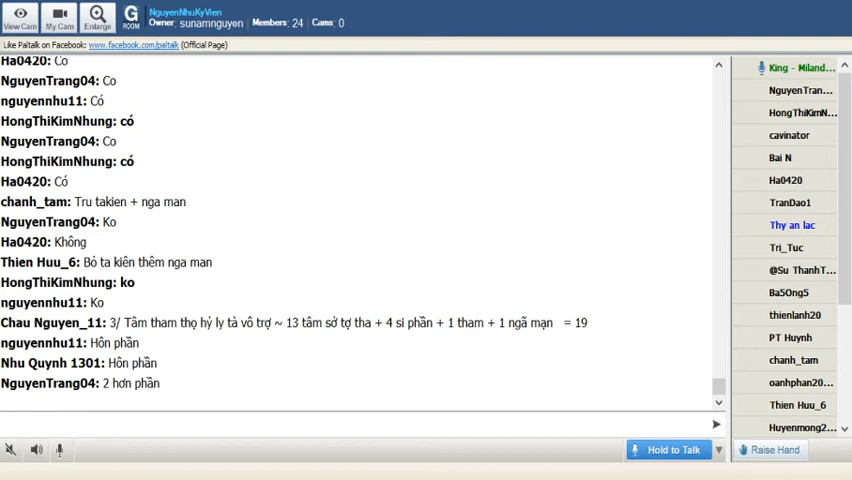 NguyenNhuKyVien
Owner: sunamnguyen Members: 24 Cams: 0
View Cam My Cam Enlarge G ROOM
Like Paltalk on Facebook: www.facebook.com/paltalk (Official Page)
Ha0420: Co
NguyenTrang04: Co
nguyennhu11: Có
HongThiKimNhung: có
NguyenTrang04: Co
HongThiKimNhung: có
Ha0420: Có
chanh_tam: Tru takien + nga man
NguyenTrang04: Ko
Ha0420: Không
Thien Huu_6: Bỏ ta kiên thêm nga man
HongThiKimNhung: ko
nguyennhu11: Ko
Chau Nguyen_11: 3/ Tâm tham thọ hỷ ly tà vô trợ ~ 13 tâm sở tợ tha + 4 si phần + 1 tham + 1 ngã mạn = 19
nguyennhu11: Hôn phần
Nhu Quynh 1301: Hôn phần
NguyenTrang04: 2 hơn phần
King - Miland...
NguyenTran...
HongThiKimN...
cavinator
Bai N
Ha0420
TranDao1
Thy an lac
Tri_Tuc
@Su ThanhT...
Ba5Ong5
thienlanh20
PT Huynh
chanh_tam
oanhphan20...
Thien Huu_6
Huyenmong2...
Hold to Talk
Raise Hand